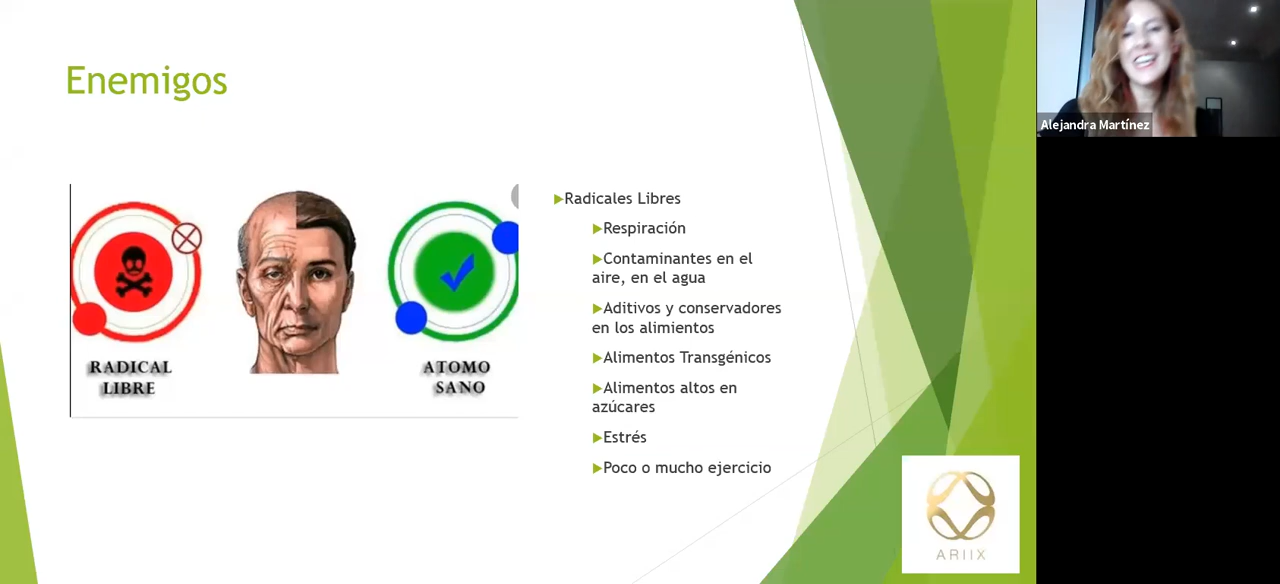 Enemigos
RADICAL
LIBRE
ATOMO
SANO
Radicales Libres
Respiración
Contaminantes en el
aire, en el agua
Aditivos y conservadores
en los alimientos
Alimentos Transgénicos
Alimentos altos en
azúcares
Estrés
Poco o mucho ejercicio
ARIIX
Alejandra Martínez